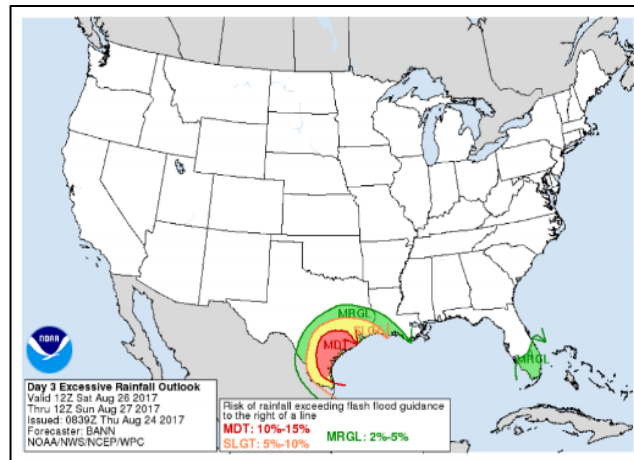 MRGL
SLGT
MDT
MRGL
NOAA
Day 3 Excessive Rainfall Outlook
Valid 12Z Sat Aug 26 2017
Thru 12Z Sun Aug 27 2017
Issued: 0839Z Thu Aug 24 2017
Forecaster: BANN
NOAA/NWS/NCEP/WPC
Risk of rainfall exceeding flash flood guidance
to the right of a line
MDT: 10%-15%
SLGT: 5%-10%
MRGL: 2%-5%